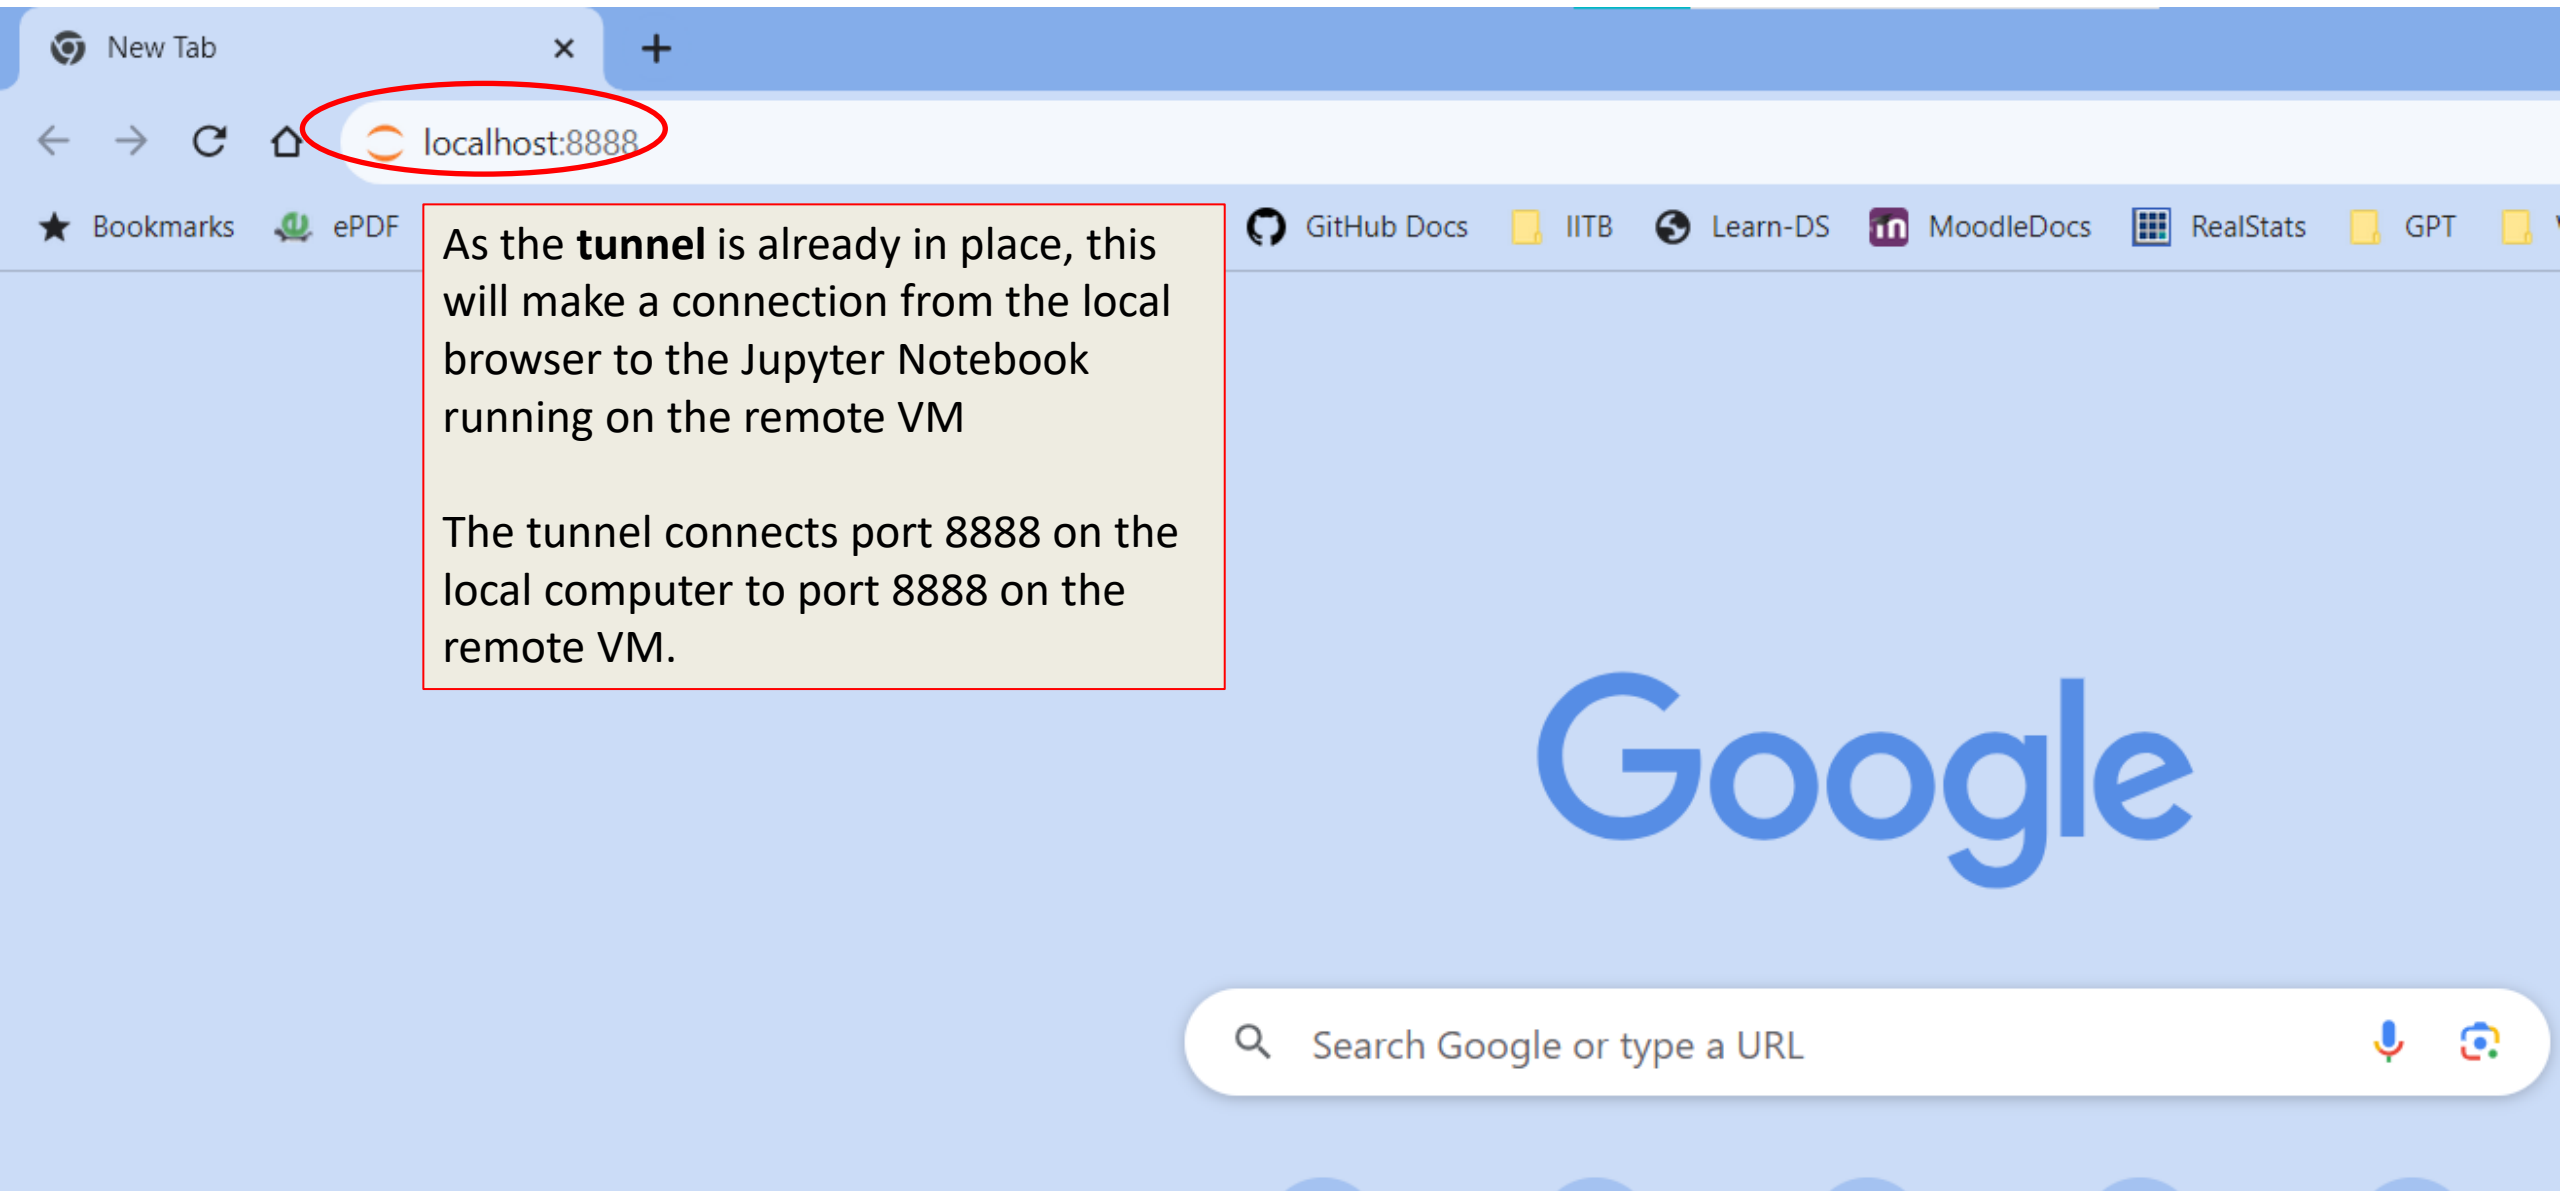 New Tab
localhost:8888
Bookmarks ePDF GitHub Docs IITB Learn-DS MoodleDocs RealStats GPT
As the tunnel is already in place, this
will make a connection from the local
browser to the Jupyter Notebook
running on the remote VM
The tunnel connects port 8888 on the
local computer to port 8888 on the
remote VM.
Google
Search Google or type a URL